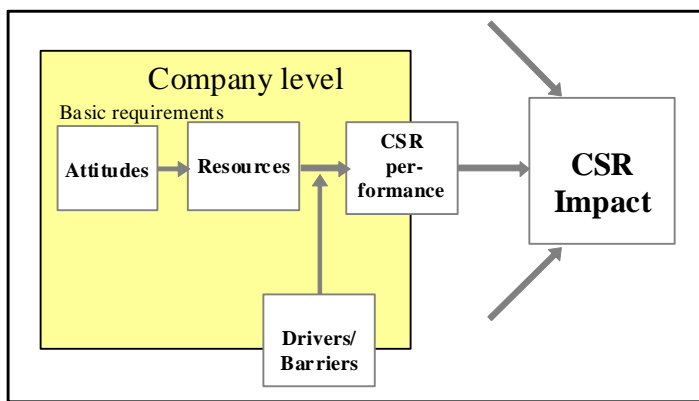 Company level
Basic requirements
Attitudes
Resources
CSR
per-
formance
CSR
Impact
Drivers/
Barriers